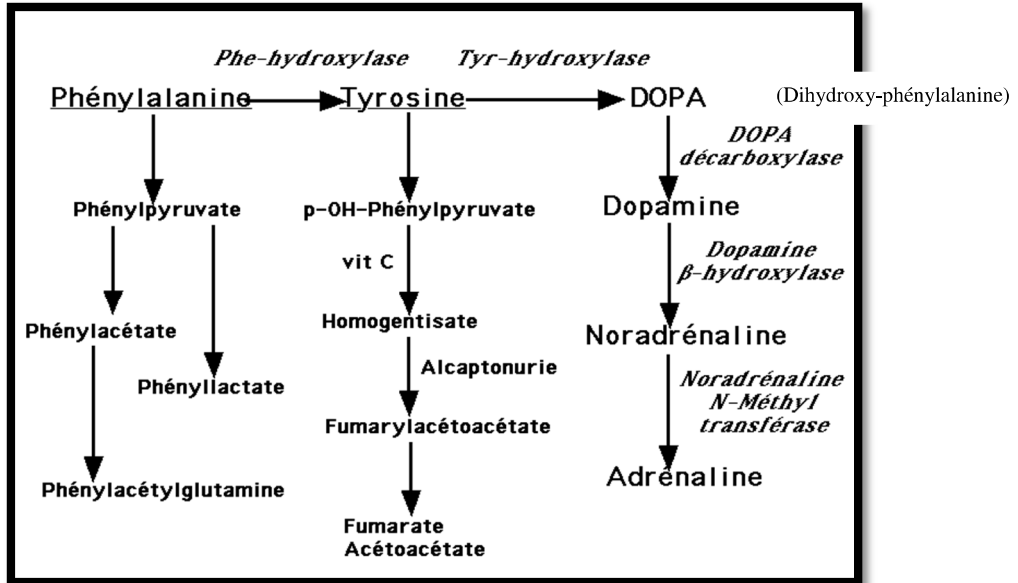 Phe-hydroxylase Tyr-hydroxylase
Phénylalanine Tyrosine DOPA (Dihydroxy-phénylalanine)
DOPA
décarboxylase
Phénylpyruvate p-OH-Phénylpyruvate Dopamine
vit C
Dopamine
β-hydroxylase
Phénylacétate Homogentisate Noradrénaline
Phényllactate Alcaptonurie
Noradrénaline
N-Méthyl
transférase
Fumarylacétoacétate
Phénylacétylglutamine Adrénaline
Fumarate
Acétoacétate